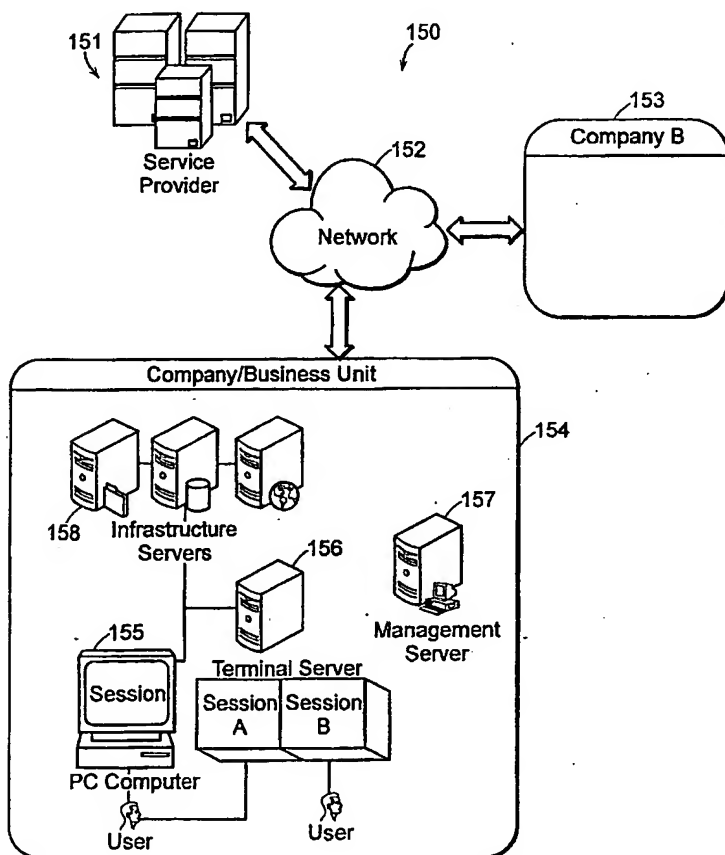 151
150
Service
Provider
152
Network
153
Company B
Company/Business Unit
154
158
Infrastructure
Servers
157
156
Management
Server
155
Session
PC Computer
Terminal Server
Session
A
Session
B
User
User